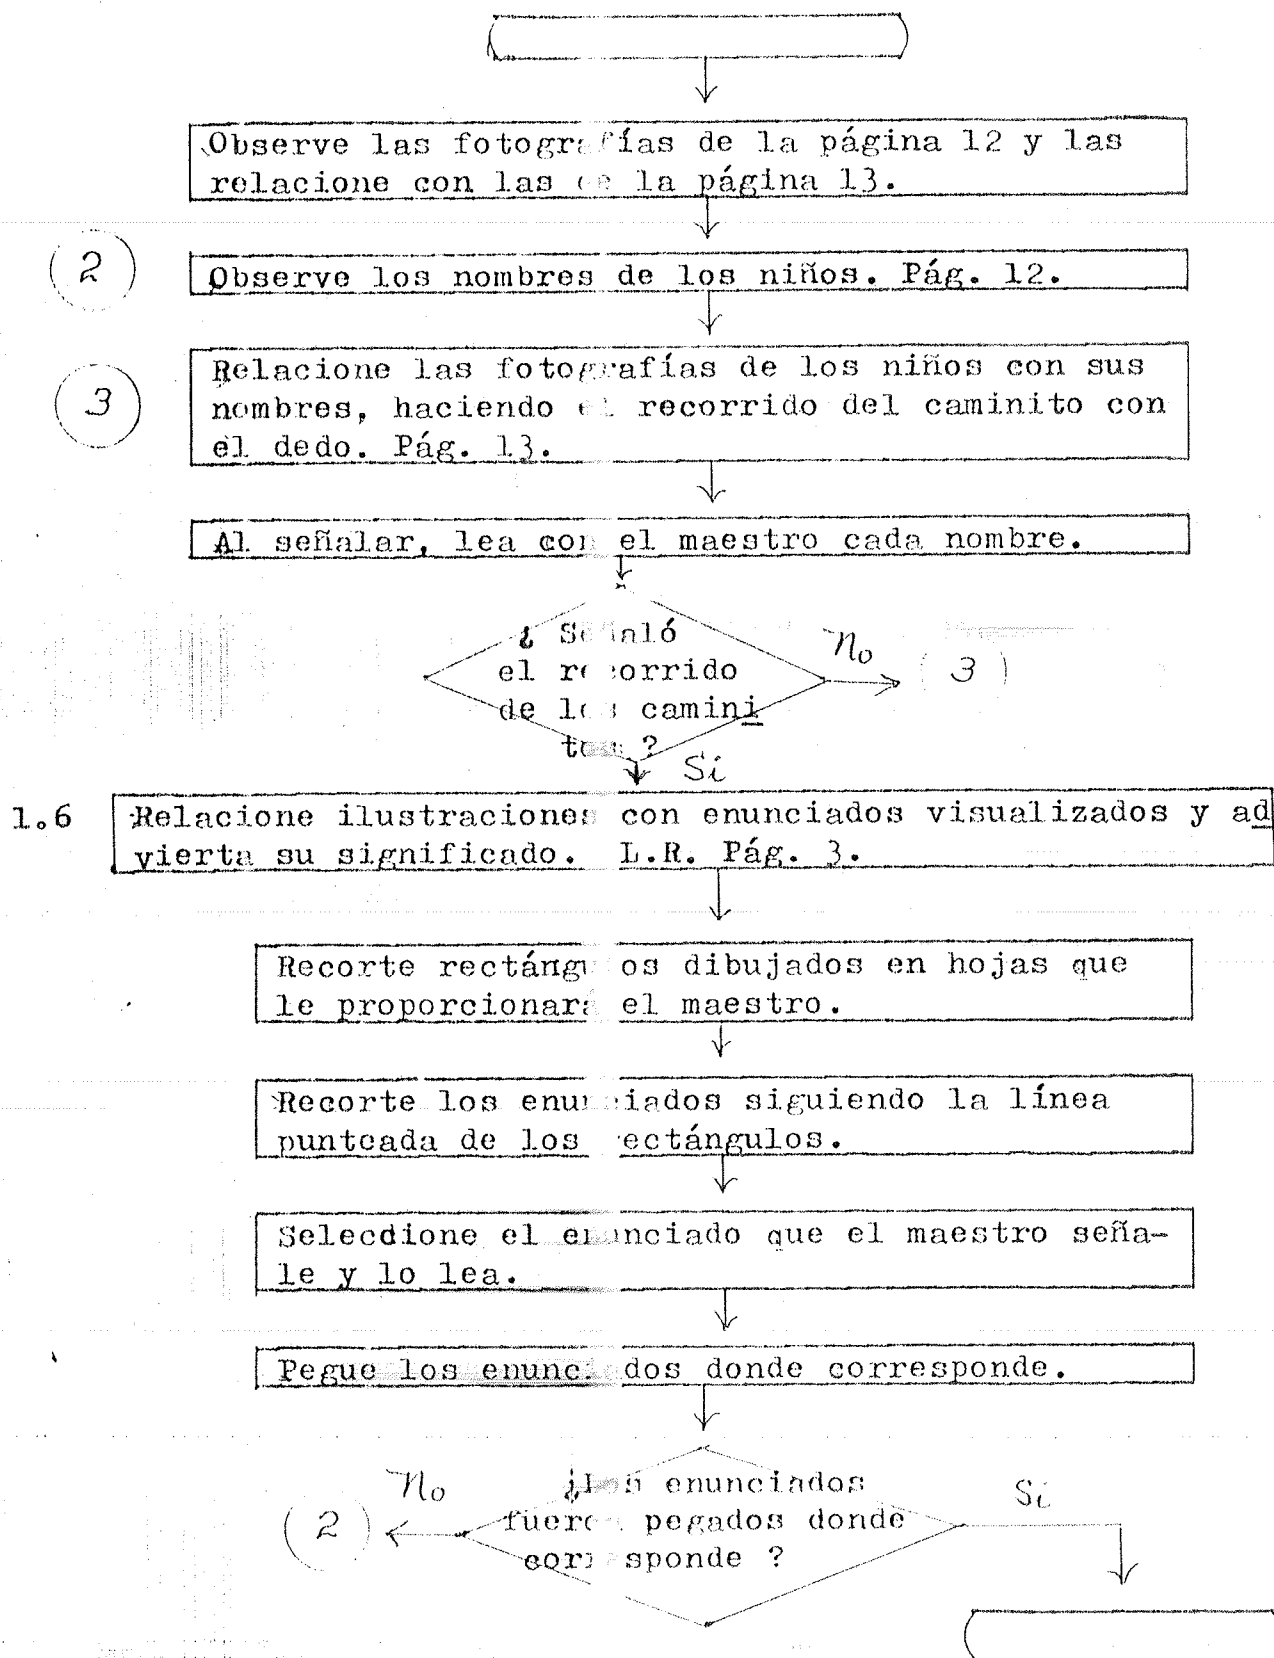 Observe las fotografías de la página 12 y las
relacione con las de la página 13.
2
Observe los nombres de los niños. Pág. 12.
3
Relacione las fotografías de los niños con sus
nombres, haciendo el recorrido del caminito con
el dedo. Pág. 13.
Al señalar, lea con el maestro cada nombre.
¿ Señaló
el recorrido
de los camini
tos ?
No
3
Si
1.6 Relacione ilustraciones con enunciados visualizados y ad
vierta su significado. L.R. Pág. 3.
Recorte rectángulos dibujados en hojas que
le proporcionará el maestro.
Recorte los enunciados siguiendo la línea
punteada de los rectángulos.
Selecdione el enunciado que el maestro seña-
le y lo lea.
Pegue los enunciados donde corresponde.
¿Los enunciados
fueron pegados donde
corresponde ?
No
2
Si